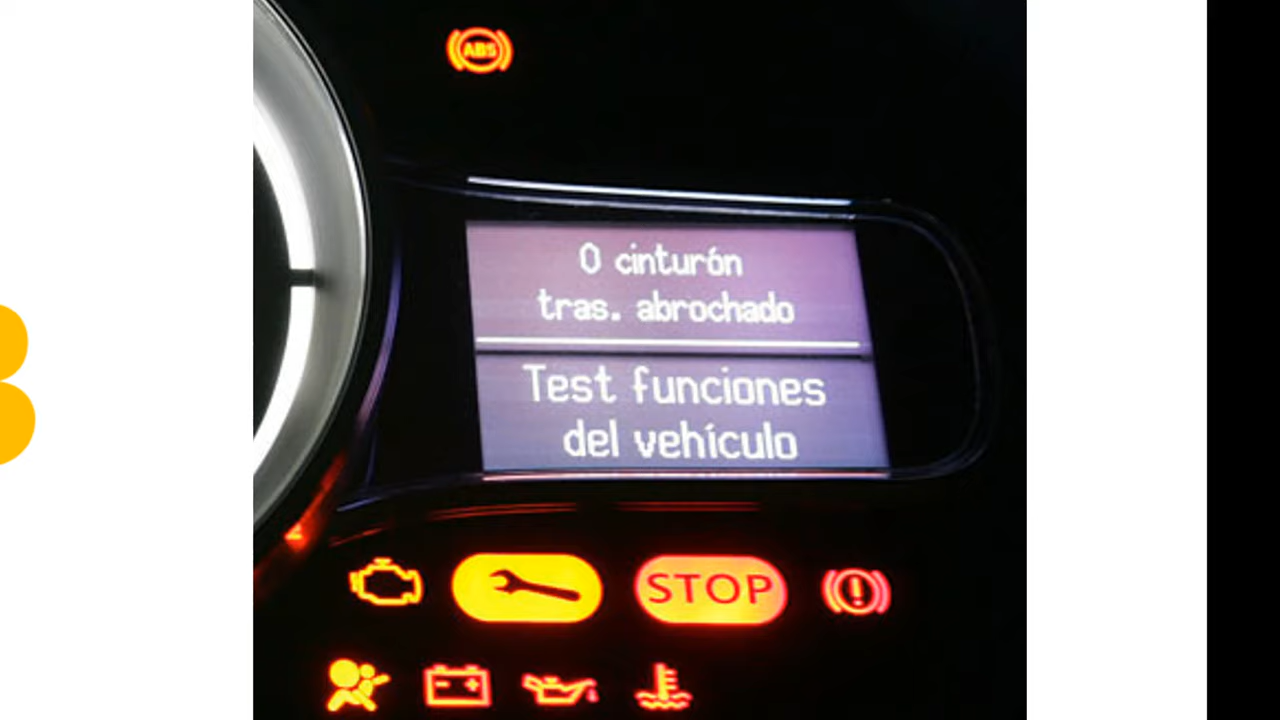 ABS
0 cinturón
tras. abrochado
Test funciones
del vehículo
STOP